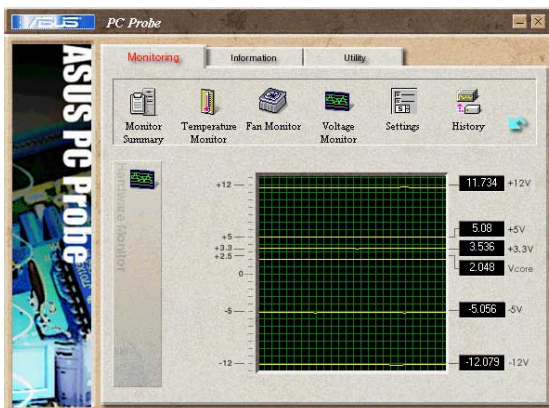 ASUS PC Probe
Monitoring Information Utility
ASUS PC Probe
Monitor Summary
Temperature Monitor
Fan Monitor
Voltage Monitor
Settings
History
Hardware Monitor
+12
+5
+3.3
+2.5
0
-5
-12
11.734 +12V
5.08 +5V
3.536 +3.3V
2.048 Vcore
-5.056 -5V
-12.079 -12V